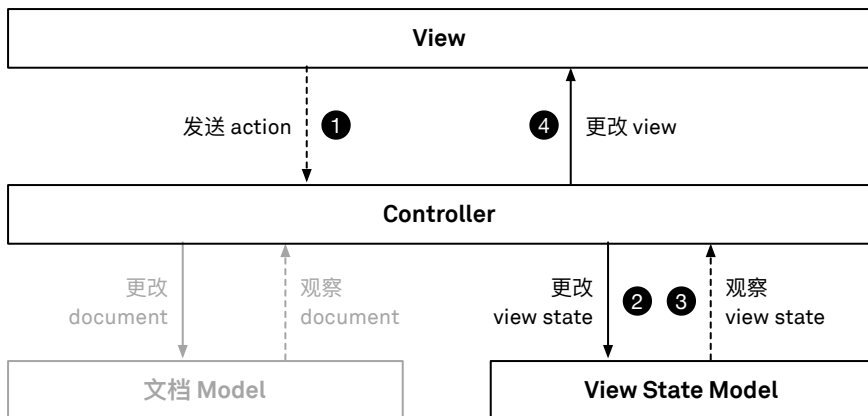 View
发送 action
1
4
更改 view
Controller
更改
document
观察
document
更改
view state
2
3
观察
view state
文档 Model
View State Model